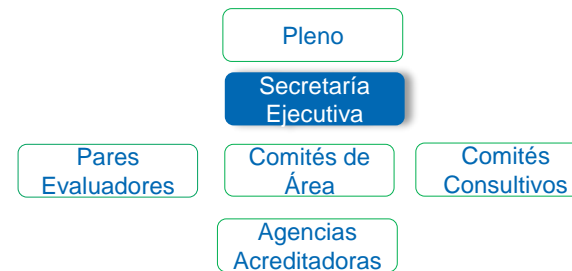 Pleno
Secretaría
Ejecutiva
Pares
Evaluadores
Comités de
Área
Comités
Consultivos
Agencias
Acreditadoras